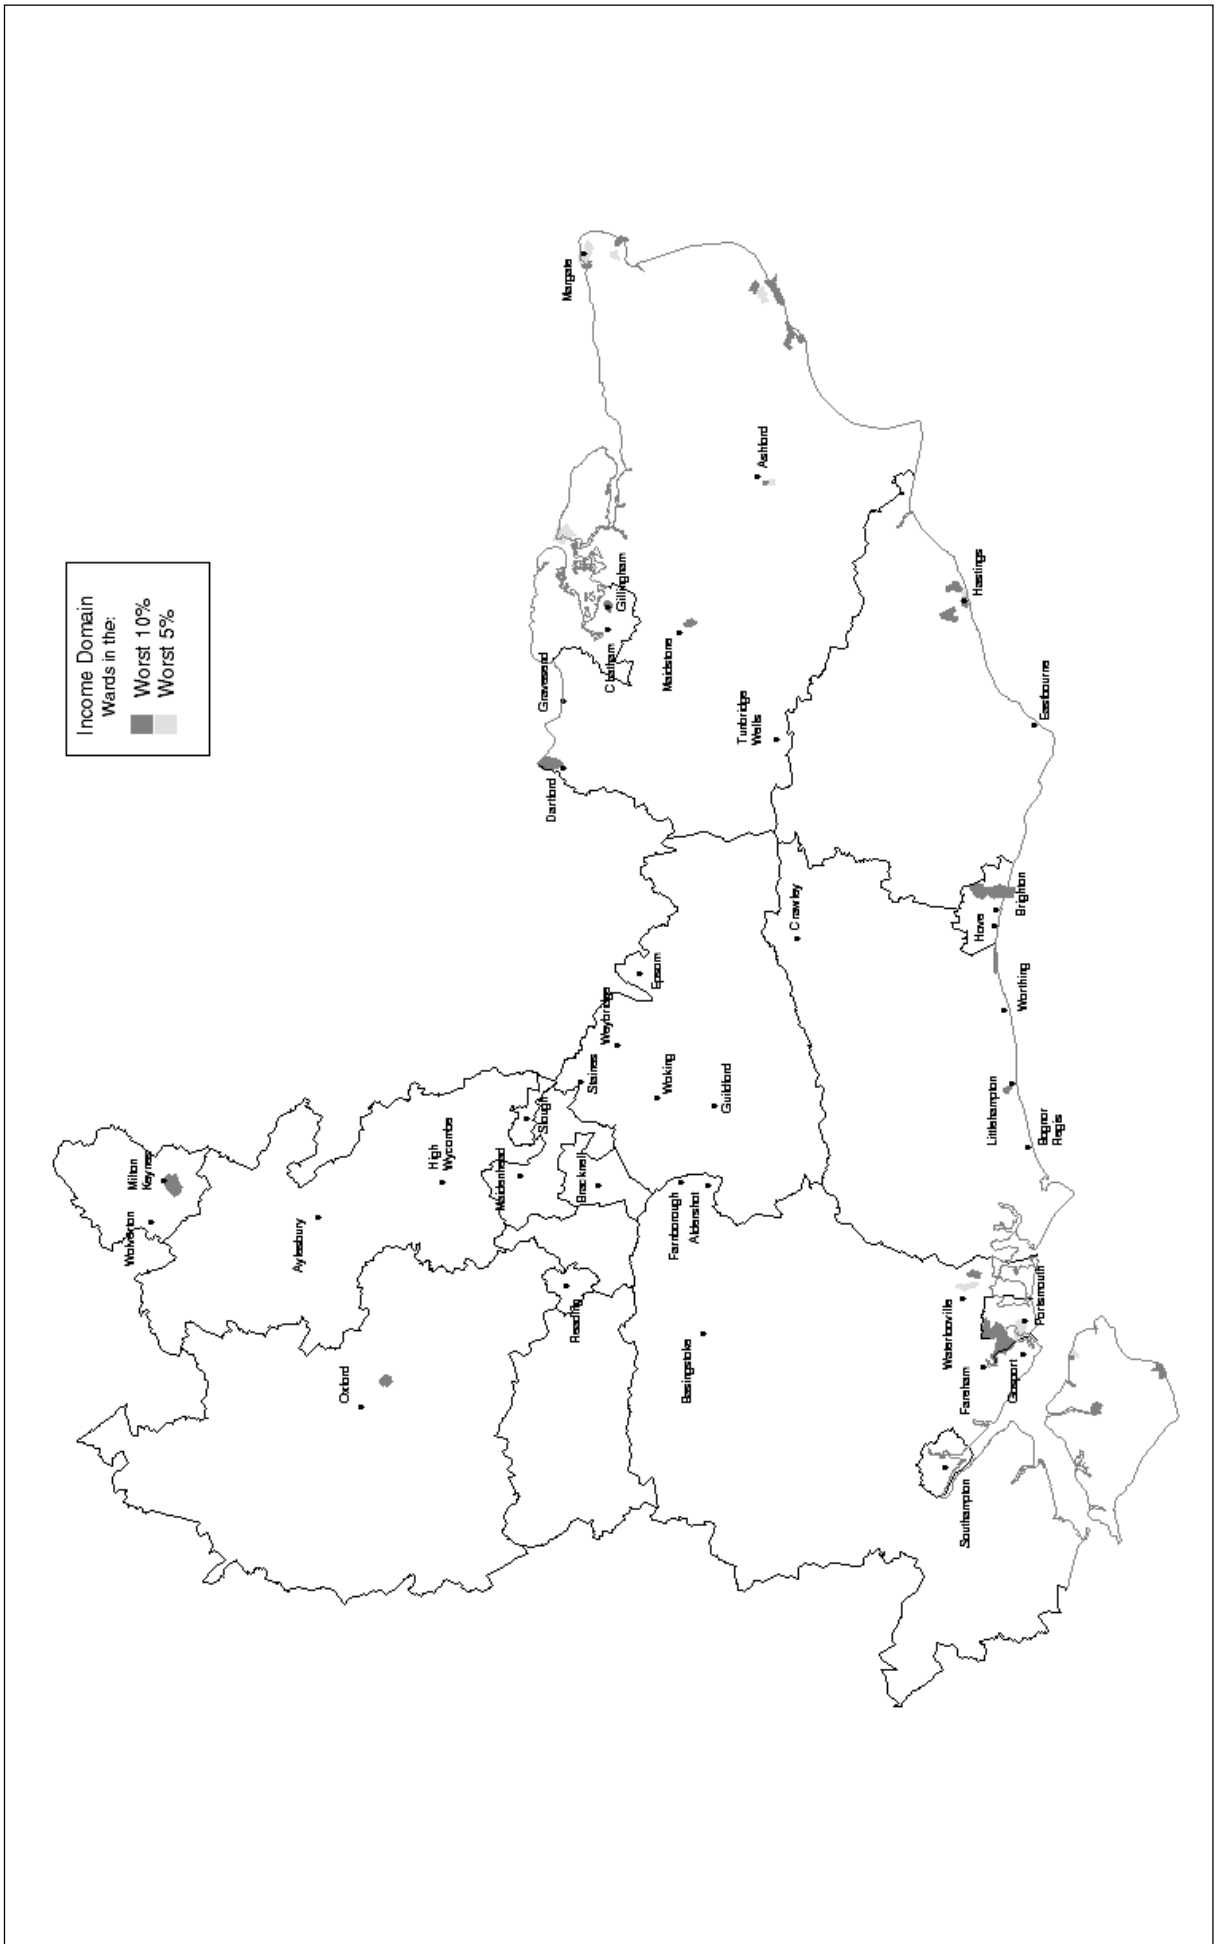 Income Domain
Wards in the:
Worst 10%
Worst 5%
Wolverton
Milton
Keynes
Aylesbury
High
Wycombe
Oxford
Maidenhead
Slough
Bracknell
Reading
Staines
Weybridge
Epsom
Woking
Guildford
Farnborough
Aldershot
Basingstoke
Dartford
Gravesend
Chatham
Gillingham
Margate
Maidstone
Ashford
Tunbridge
Wells
Crawley
Hastings
Eastbourne
Brighton
Hove
Worthing
Littlehampton
Bognor
Regis
Waterlooville
Portsmouth
Fareham
Gosport
Southampton